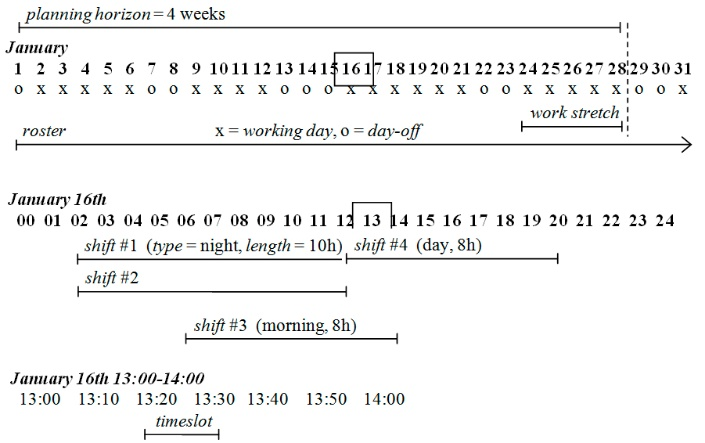 planning horizon = 4 weeks
January
1 2 3 4 5 6 7 8 9 10 11 12 13 14 15 16 17 18 19 20 21 22 23 24 25 26 27 28 29 30 31
o x x x x x o o x x x x o o o x x x x x x o o x x x x x o o x
work stretch
roster x = working day, o = day-off
January 16th
00 01 02 03 04 05 06 07 08 09 10 11 12 13 14 15 16 17 18 19 20 21 22 23 24
shift #1 (type = night, length = 10h) shift #4 (day, 8h)
shift #2
shift #3 (morning, 8h)
January 16th 13:00-14:00
13:00 13:10 13:20 13:30 13:40 13:50 14:00
timeslot